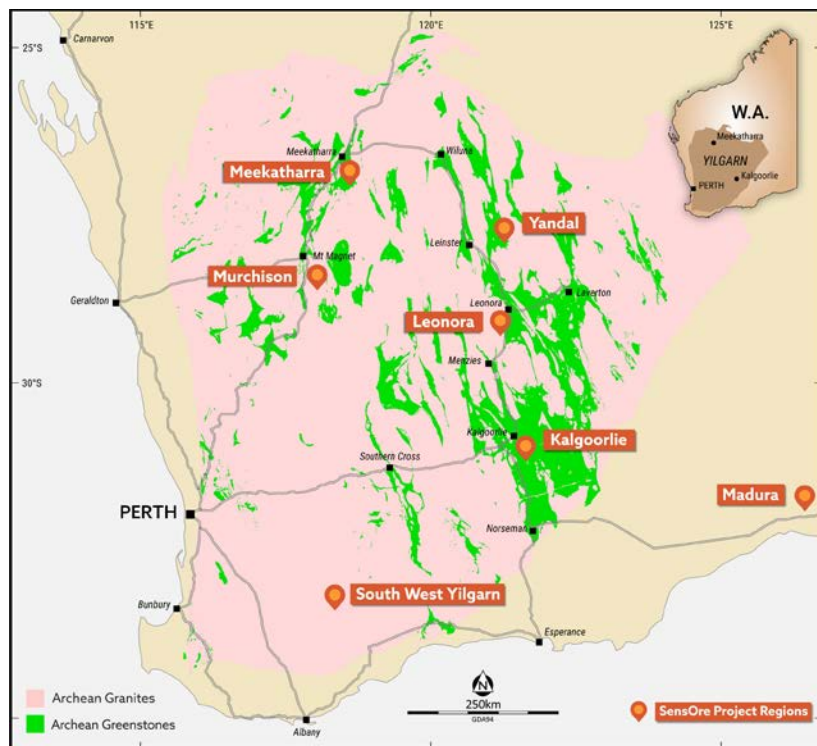 115°E
120°E
125°E
25°S
Carnarvon
W.A.
Meekatharra
YILGARN
Kalgoorlie
PERTH
Meekatharra
Wiluna
Meekatharra
Yandal
Leinster
Mt Magnet
Murchison
Geraldton
Laverton
Leonora
Leonora
Menzies
30°S
Kalgoorlie
Kalgoorlie
Southern Cross
Madura
PERTH
Norseman
South West Yilgarn
Bunbury
Esperance
Archean Granites
Archean Greenstones
N
250km
GDA94
SensOre Project Regions
Albany